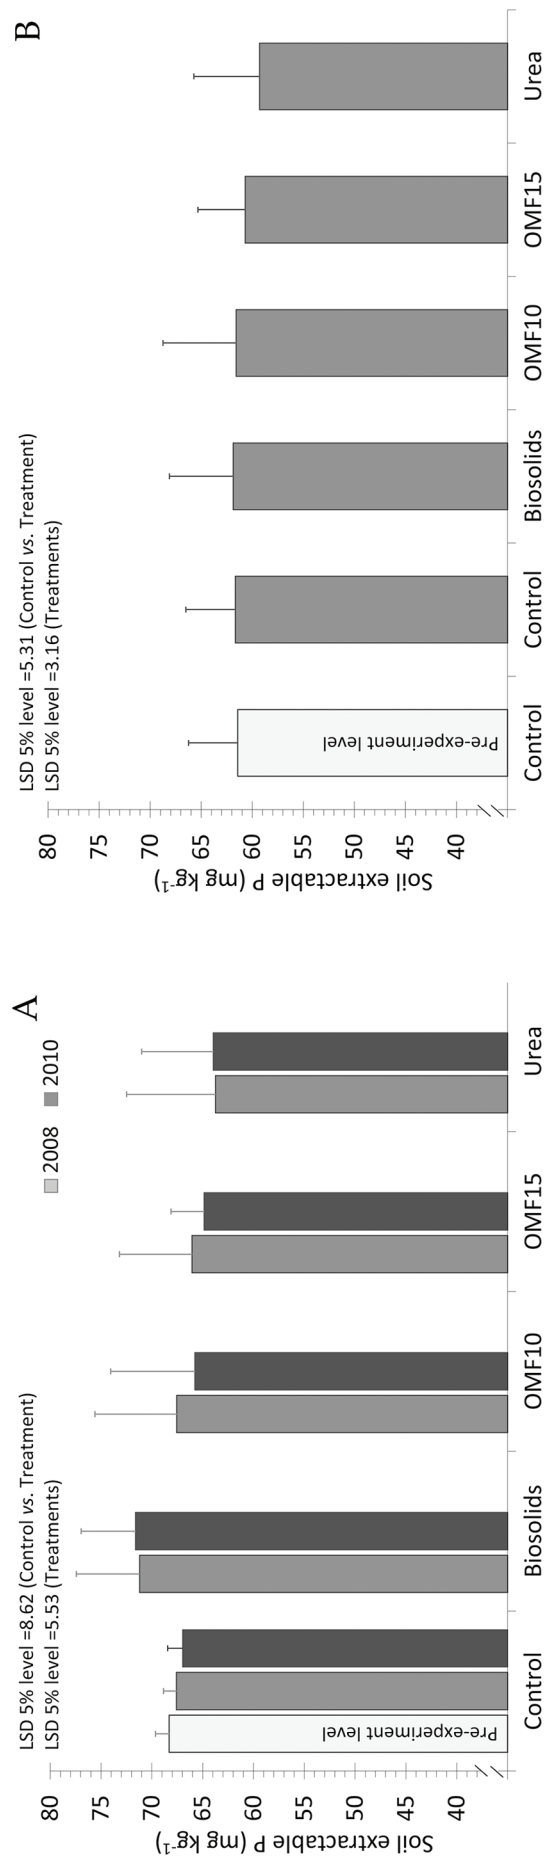 A
2008 2010
LSD 5% level =8.62 (Control vs. Treatment)
LSD 5% level =5.53 (Treatments)
Soil extractable P (mg kg⁻¹)
80
75
70
65
60
55
50
45
40
Pre-experiment level
Control Biosolids OMF10 OMF15 Urea
B
LSD 5% level =5.31 (Control vs. Treatment)
LSD 5% level =3.16 (Treatments)
Soil extractable P (mg kg⁻¹)
80
75
70
65
60
55
50
45
40
Pre-experiment level
Control Control Biosolids OMF10 OMF15 Urea